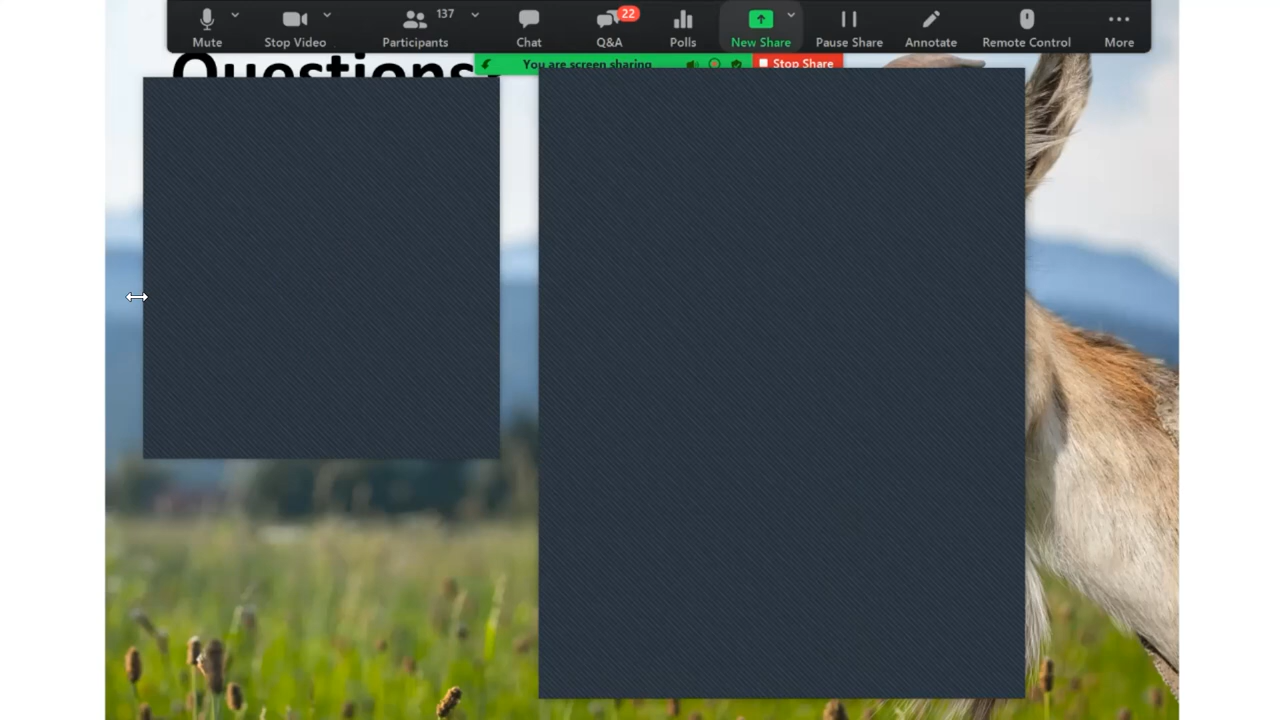 137
22
Mute
Stop Video
Participants
Chat
Q&A
Polls
New Share
Pause Share
Annotate
Remote Control
More
Questions
You are screen sharing
Stop Share